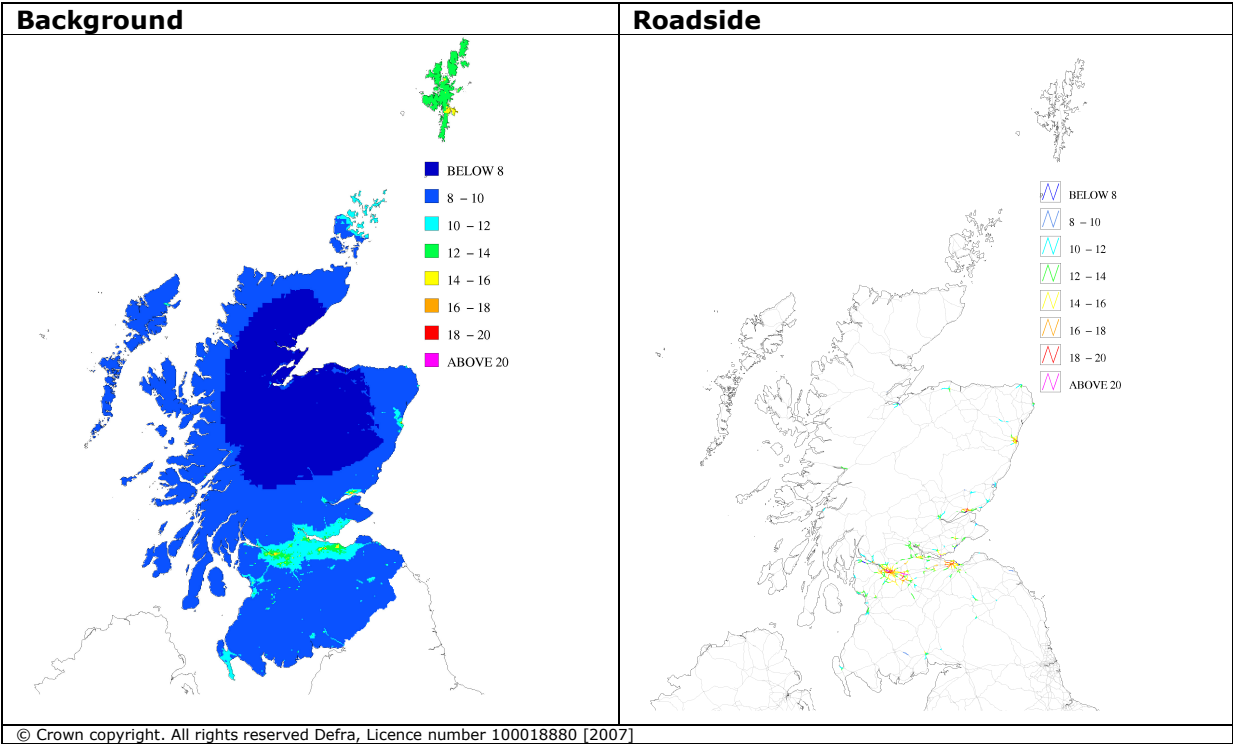 Background
Roadside
BELOW 8
8 – 10
10 – 12
12 – 14
14 – 16
16 – 18
18 – 20
ABOVE 20
BELOW 8
8 – 10
10 – 12
12 – 14
14 – 16
16 – 18
18 – 20
ABOVE 20
© Crown copyright. All rights reserved Defra, Licence number 100018880 [2007]